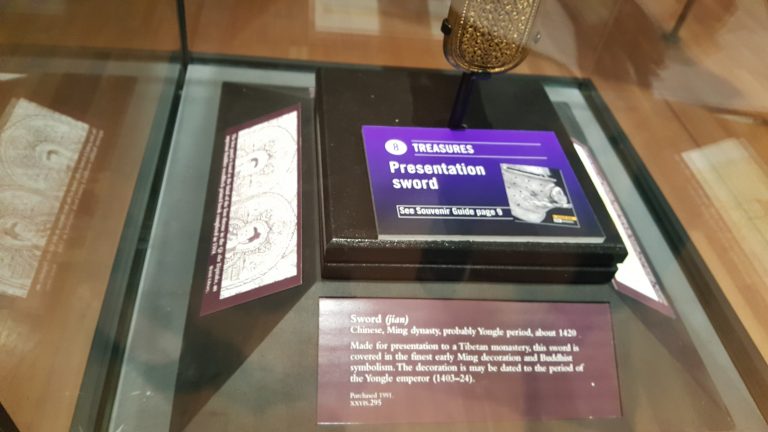 8 TREASURES
Presentation
sword
See Souvenir Guide page 9
Sword (jian)
Chinese, Ming dynasty, probably Yongle period, about 1420
Made for presentation to a Tibetan monastery, this sword is
covered in the finest early Ming decoration and Buddhist
symbolism. The decoration is may be dated to the period of
the Yongle emperor (1403–24).
Purchased 1991.
XXVIS.295